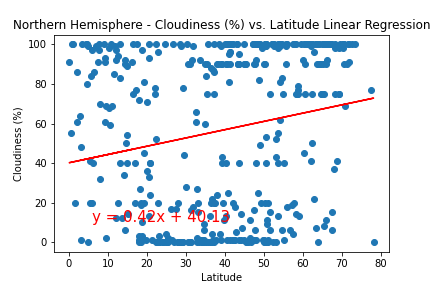 Northern Hemisphere - Cloudiness (%) vs. Latitude Linear Regression
100
80
60
40
20
0
Cloudiness (%)
y = 0.42x + 40.13
0 10 20 30 40 50 60 70 80
Latitude